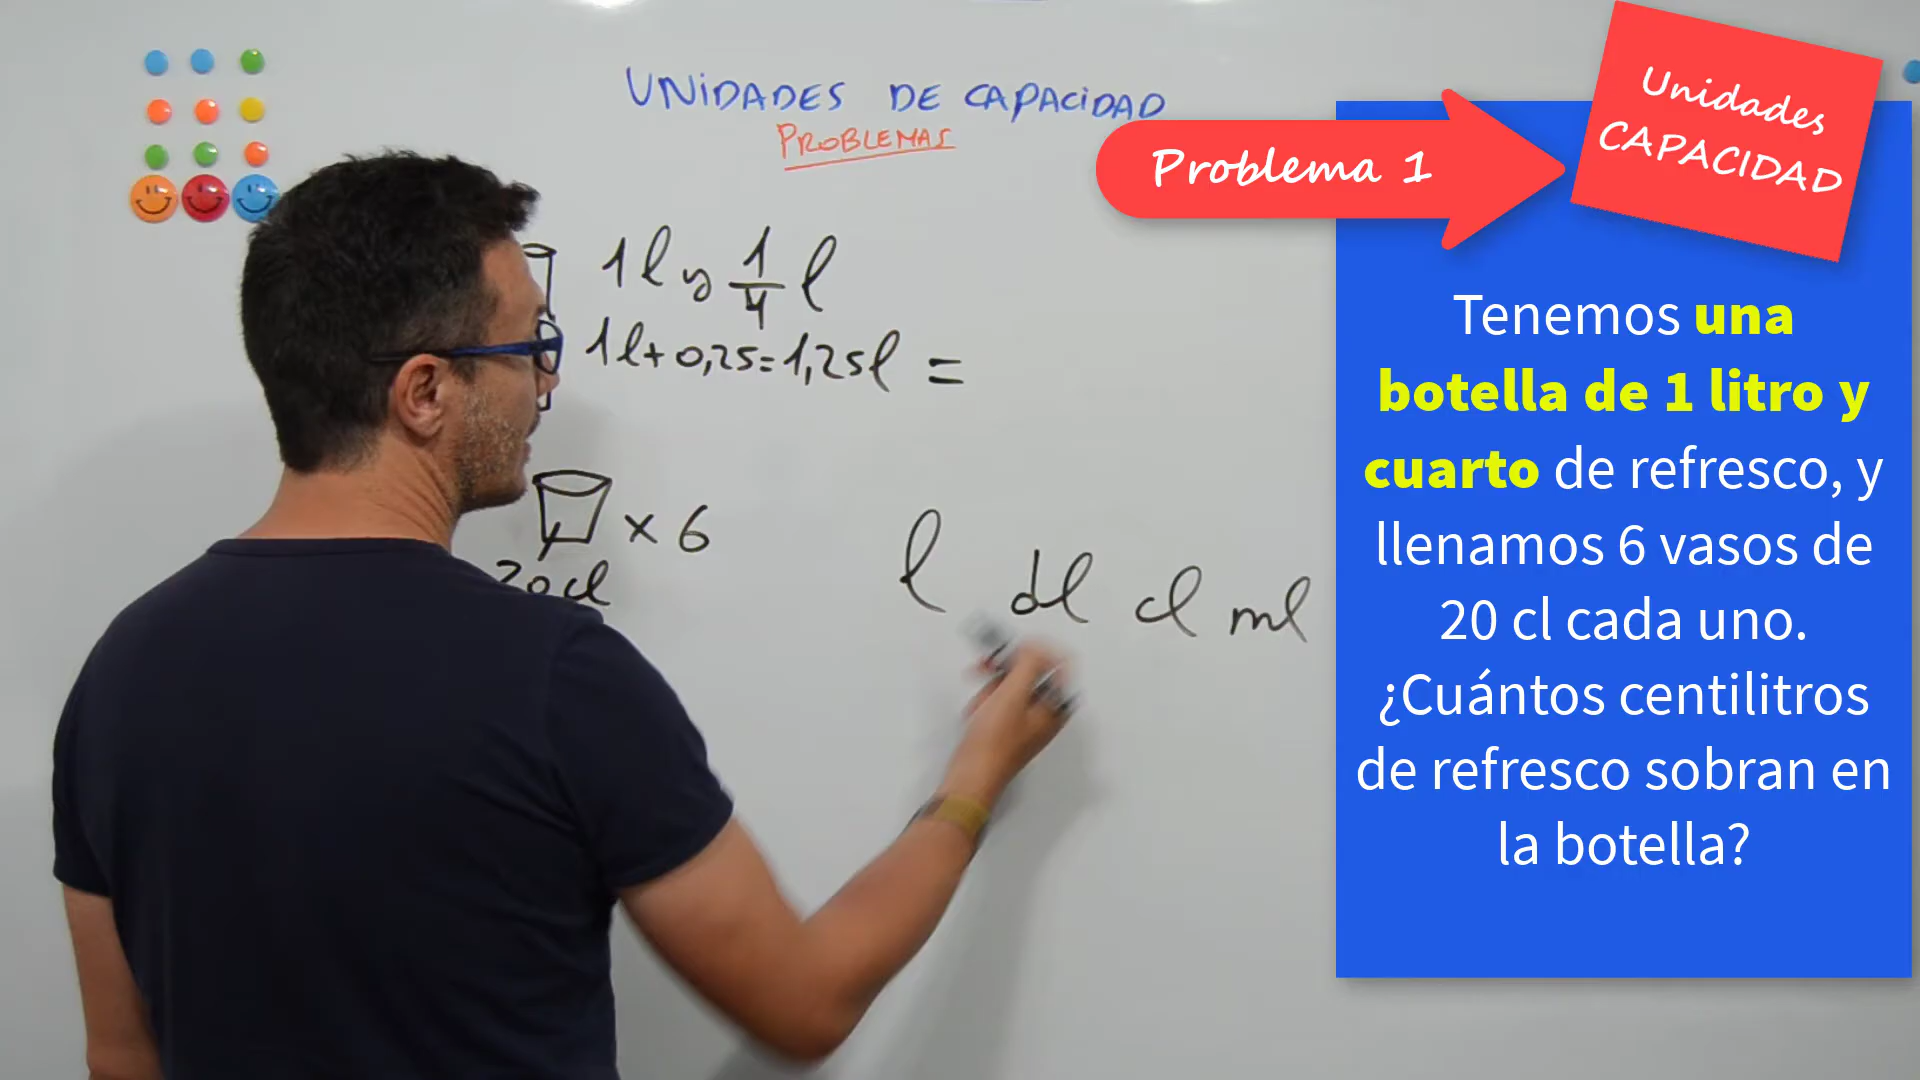 UNIDADES DE CAPACIDAD
PROBLEMAS
1l y 1/4 l
1l + 0,25 = 1,25l =
x 6
20 cl
l dl cl ml
Problema 1
Unidades
CAPACIDAD
Tenemos una
botella de 1 litro y
cuarto de refresco, y
llenamos 6 vasos de
20 cl cada uno.
¿Cuántos centilitros
de refresco sobran en
la botella?